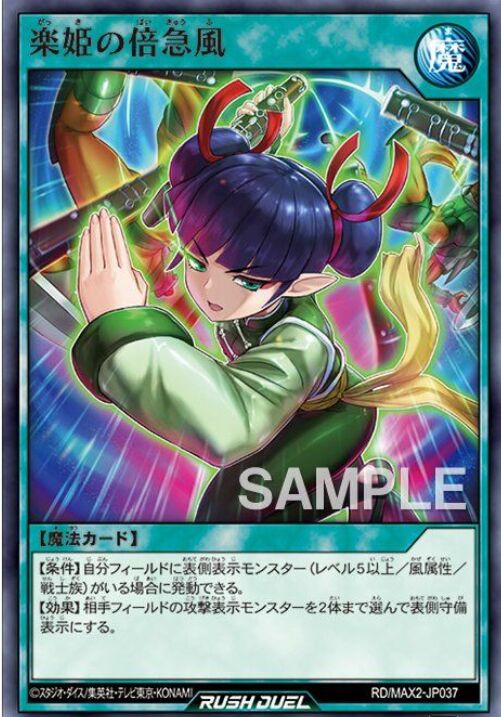 楽姫の倍急風
魔
SAMPLE
【魔法カード】
【条件】自分フィールドに表側表示モンスター(レベル5以上/風属性/
戦士族)がいる場合に発動できる。
【効果】相手フィールドの攻撃表示モンスターを2体まで選んで表側守備
表示にする。
©スタジオ・ダイス/集英社・テレビ東京・KONAMI
RUSH DUEL
RD/MAX2-JP037